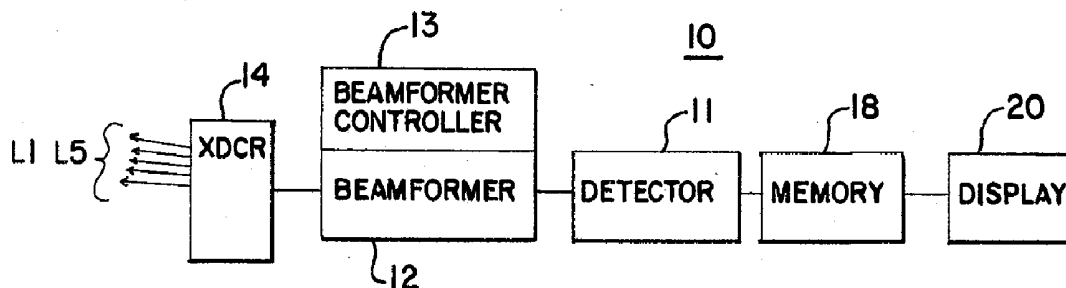 13
10
14
BEAMFORMER
CONTROLLER
11
18
20
L1 L5
XDCR
BEAMFORMER
DETECTOR
MEMORY
DISPLAY
12